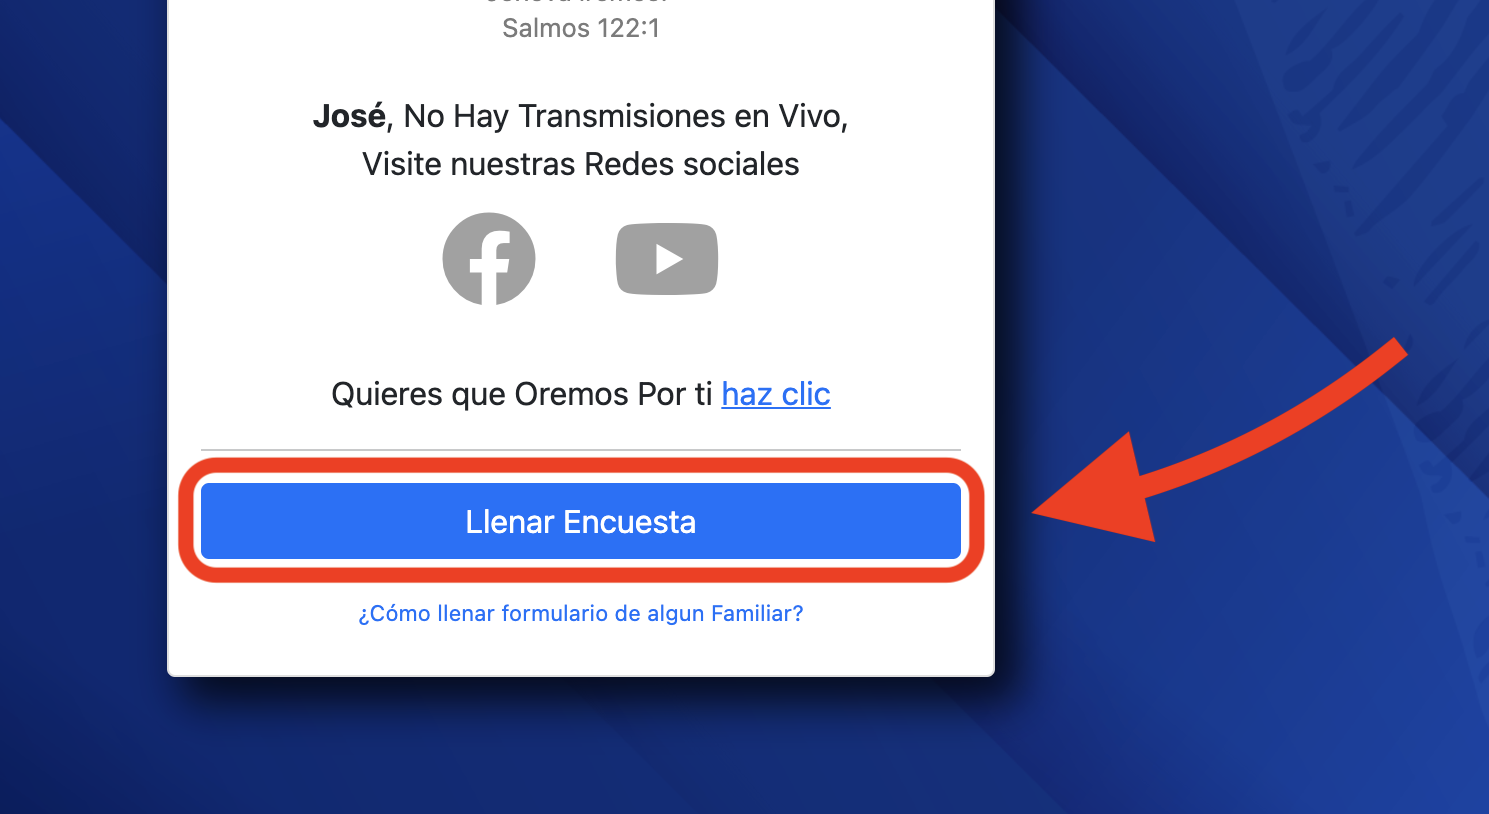 Salmos 122:1
José, No Hay Transmisiones en Vivo,
Visite nuestras Redes sociales
Quieres que Oremos Por ti haz clic
Llenar Encuesta
¿Cómo llenar formulario de algun Familiar?